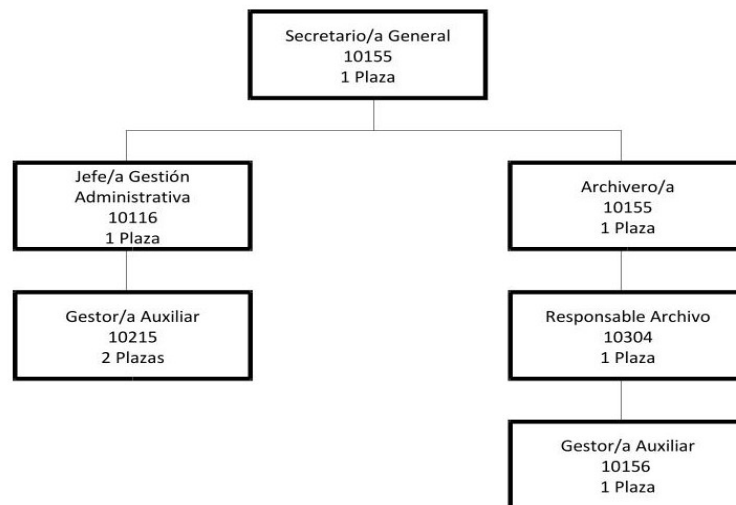 Secretario/a General
10155
1 Plaza
Jefe/a Gestión
Administrativa
10116
1 Plaza
Archivero/a
10155
1 Plaza
Gestor/a Auxiliar
10215
2 Plazas
Responsable Archivo
10304
1 Plaza
Gestor/a Auxiliar
10156
1 Plaza